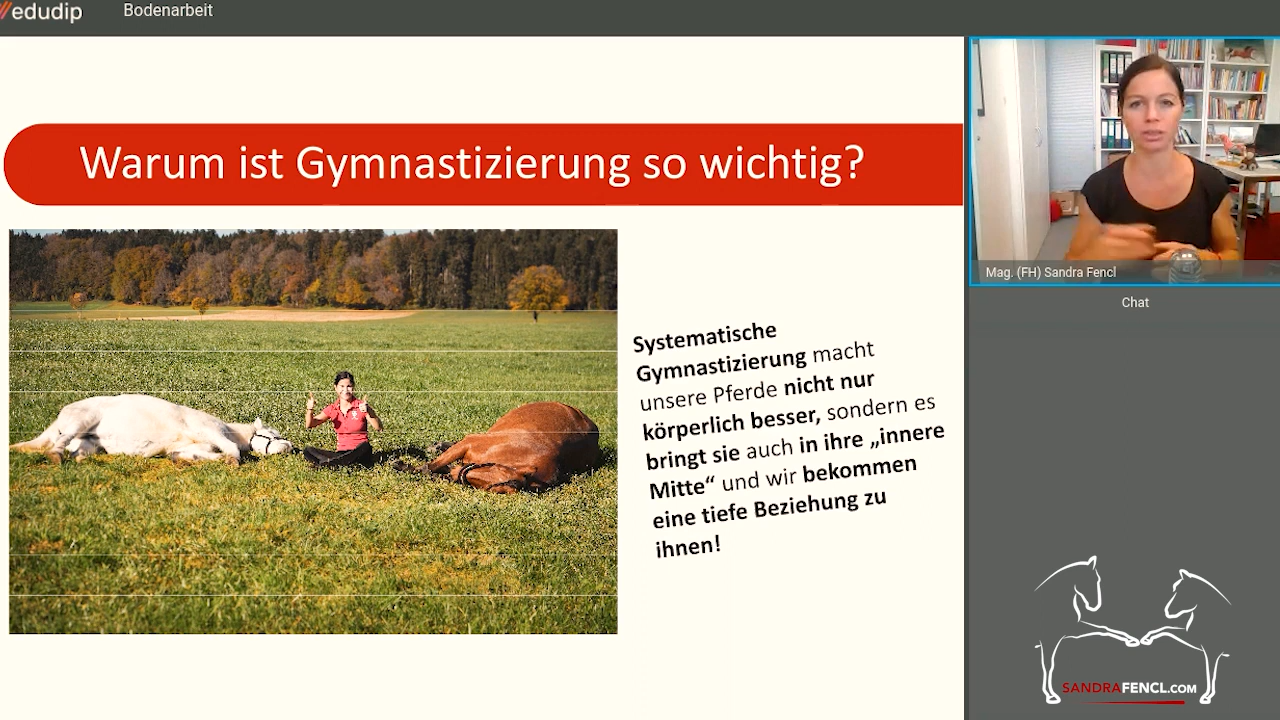 edudip
Bodenarbeit
Warum ist Gymnastizierung so wichtig?
Systematische
Gymnastizierung macht
unsere Pferde nicht nur
körperlich besser, sondern es
bringt sie auch in ihre „innere
Mitte“ und wir bekommen
eine tiefe Beziehung zu
ihnen!
Mag. (FH) Sandra Fencl
Chat
SANDRAFENCL.COM